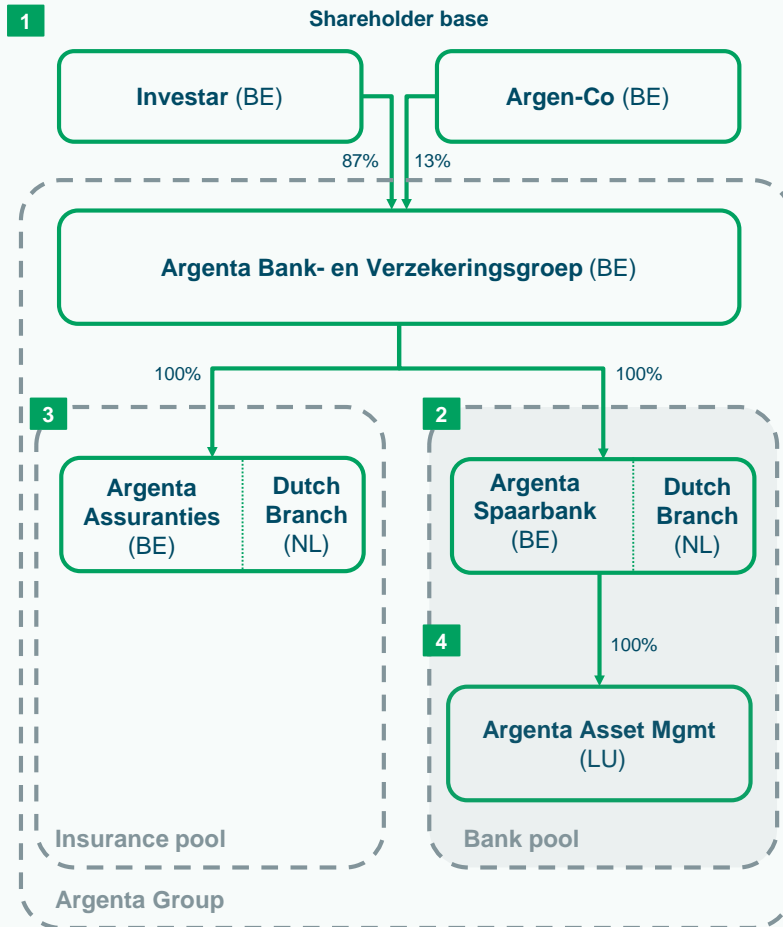 1
Shareholder base
Investar (BE)
Argen-Co (BE)
87%
13%
Argenta Bank- en Verzekeringsgroep (BE)
100%
100%
3
2
Argenta
Assuranties
(BE)
Dutch
Branch
(NL)
Argenta
Spaarbank
(BE)
Dutch
Branch
(NL)
4
100%
Argenta Asset Mgmt
(LU)
Insurance pool
Bank pool
Argenta Group